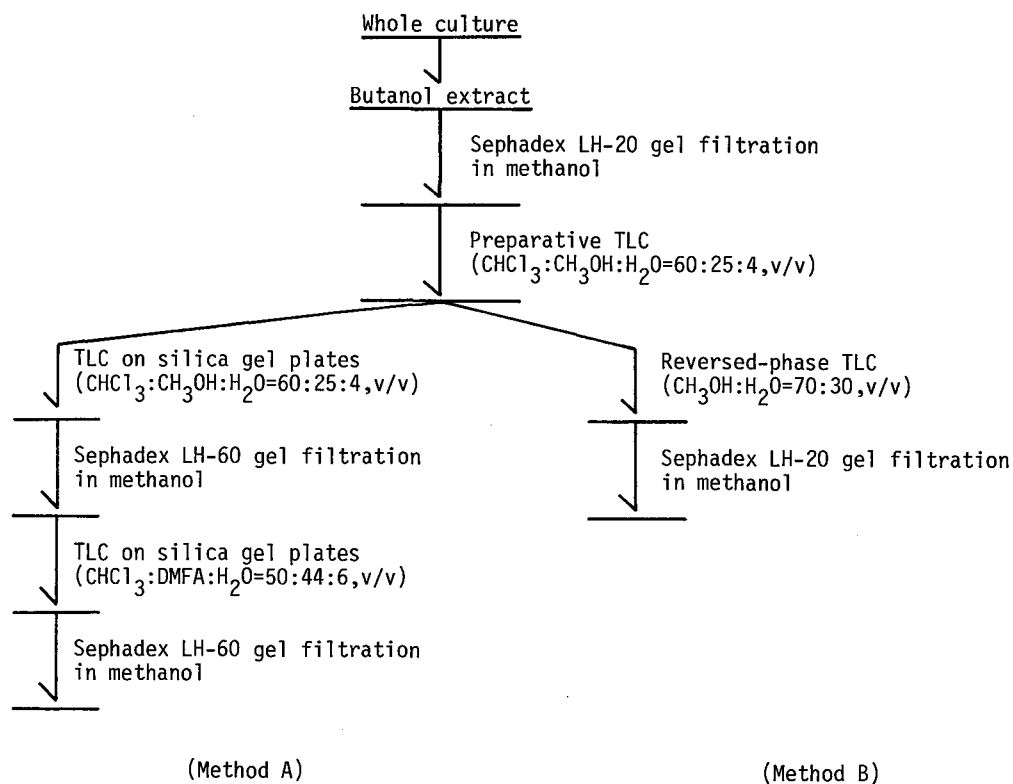 Whole culture
Butanol extract
Sephadex LH-20 gel filtration
in methanol
Preparative TLC
(CHCl3:CH3OH:H2O=60:25:4,v/v)
TLC on silica gel plates
(CHCl3:CH3OH:H2O=60:25:4,v/v)
Sephadex LH-60 gel filtration
in methanol
TLC on silica gel plates
(CHCl3:DMFA:H2O=50:44:6,v/v)
Sephadex LH-60 gel filtration
in methanol
(Method A)
Reversed-phase TLC
(CH3OH:H2O=70:30,v/v)
Sephadex LH-20 gel filtration
in methanol
(Method B)